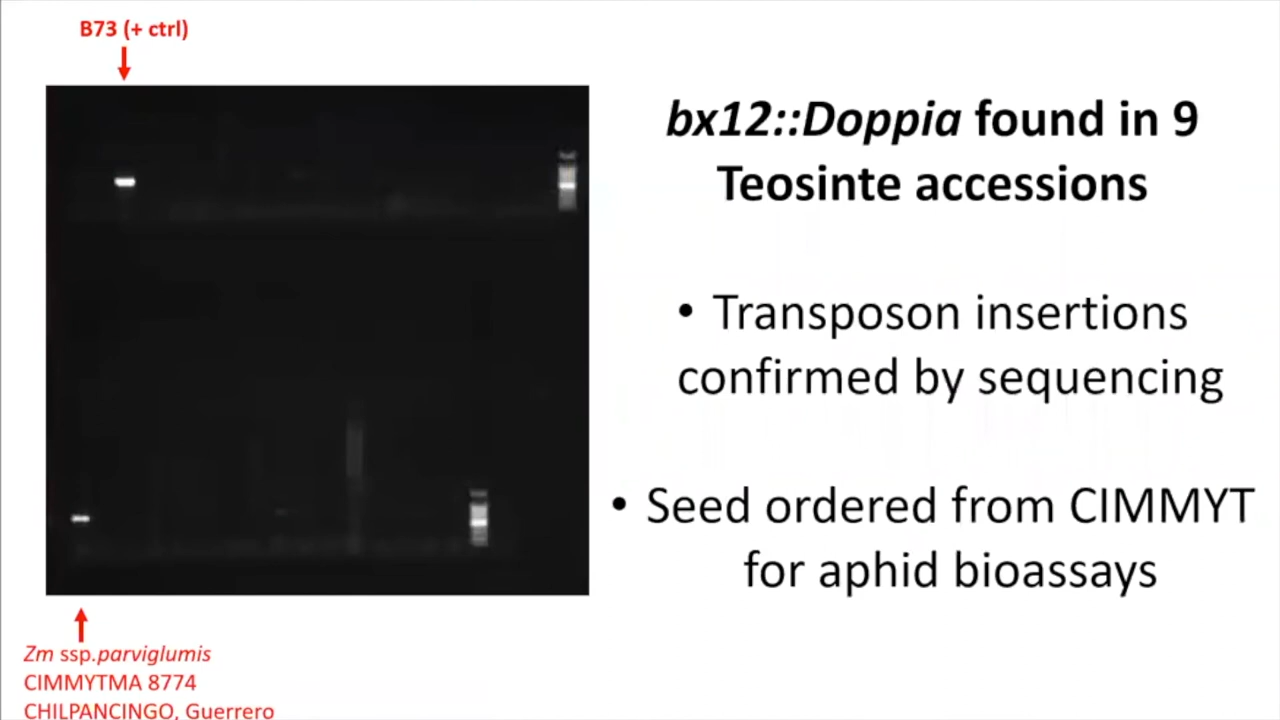 B73 (+ ctrl)
bx12::Doppia found in 9
Teosinte accessions
• Transposon insertions
confirmed by sequencing
• Seed ordered from CIMMYT
for aphid bioassays
Zm ssp.parviglumis
CIMMYTMA 8774
CHILPANCINGO, Guerrero